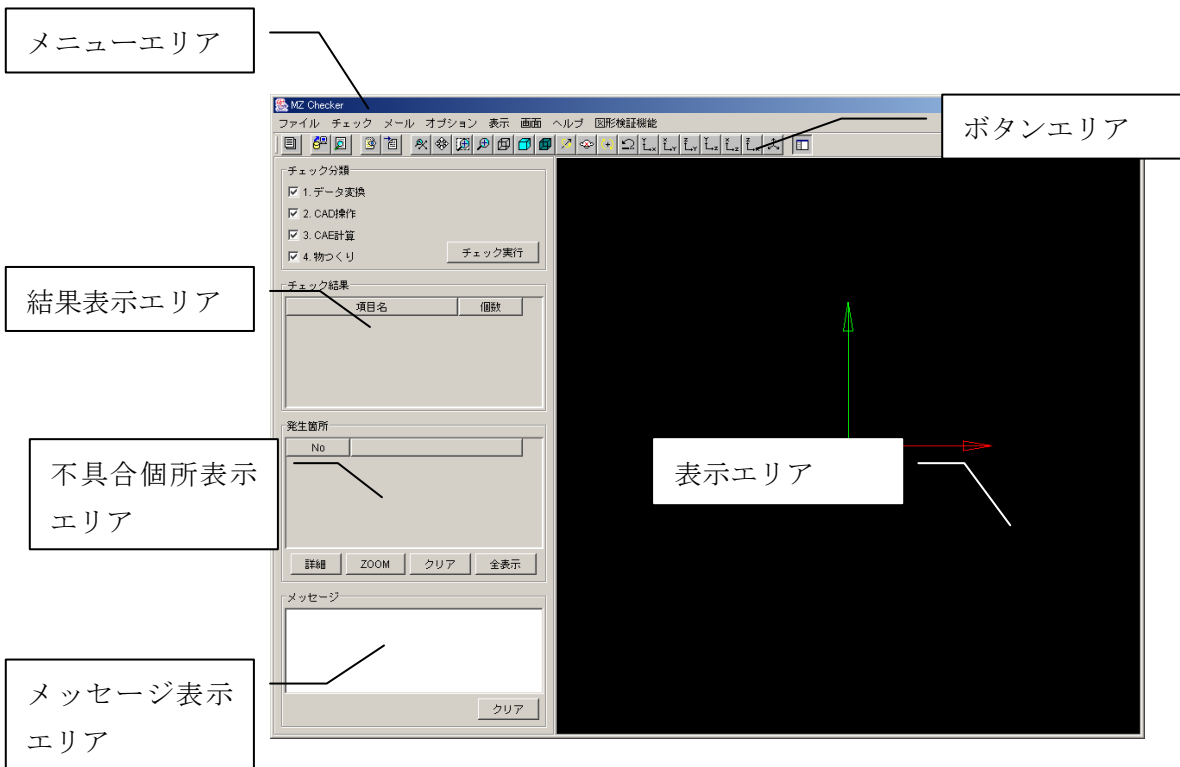 メニューエリア
MZ Checker
ファイル チェック メール オプション 表示 画面 ヘルプ 図形検証機能
ボタンエリア
チェック分類
1. データ変換
2. CAD操作
3. CAE計算
4. 物つくり
チェック実行
結果表示エリア
チェック結果
項目名 個数
発生箇所
No
不具合個所表示
エリア
表示エリア
詳細 ZOOM クリア 全表示
メッセージ
メッセージ表示
エリア
クリア